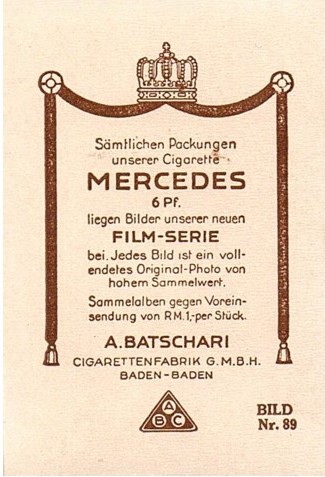 Sämtlichen Packungen
unserer Cigarette
MERCEDES
6 Pf.
liegen Bilder unserer neuen
FILM-SERIE
bei. Jedes Bild ist ein voll-
endetes Original-Photo von
hohem Sammelwert.
Sammelalben gegen Vorein-
sendung von R.M.1,- per Stück.
A. BATSCHARI
CIGARETTENFABRIK G.M.B.H.
BADEN-BADEN
A
B C
BILD
Nr. 89